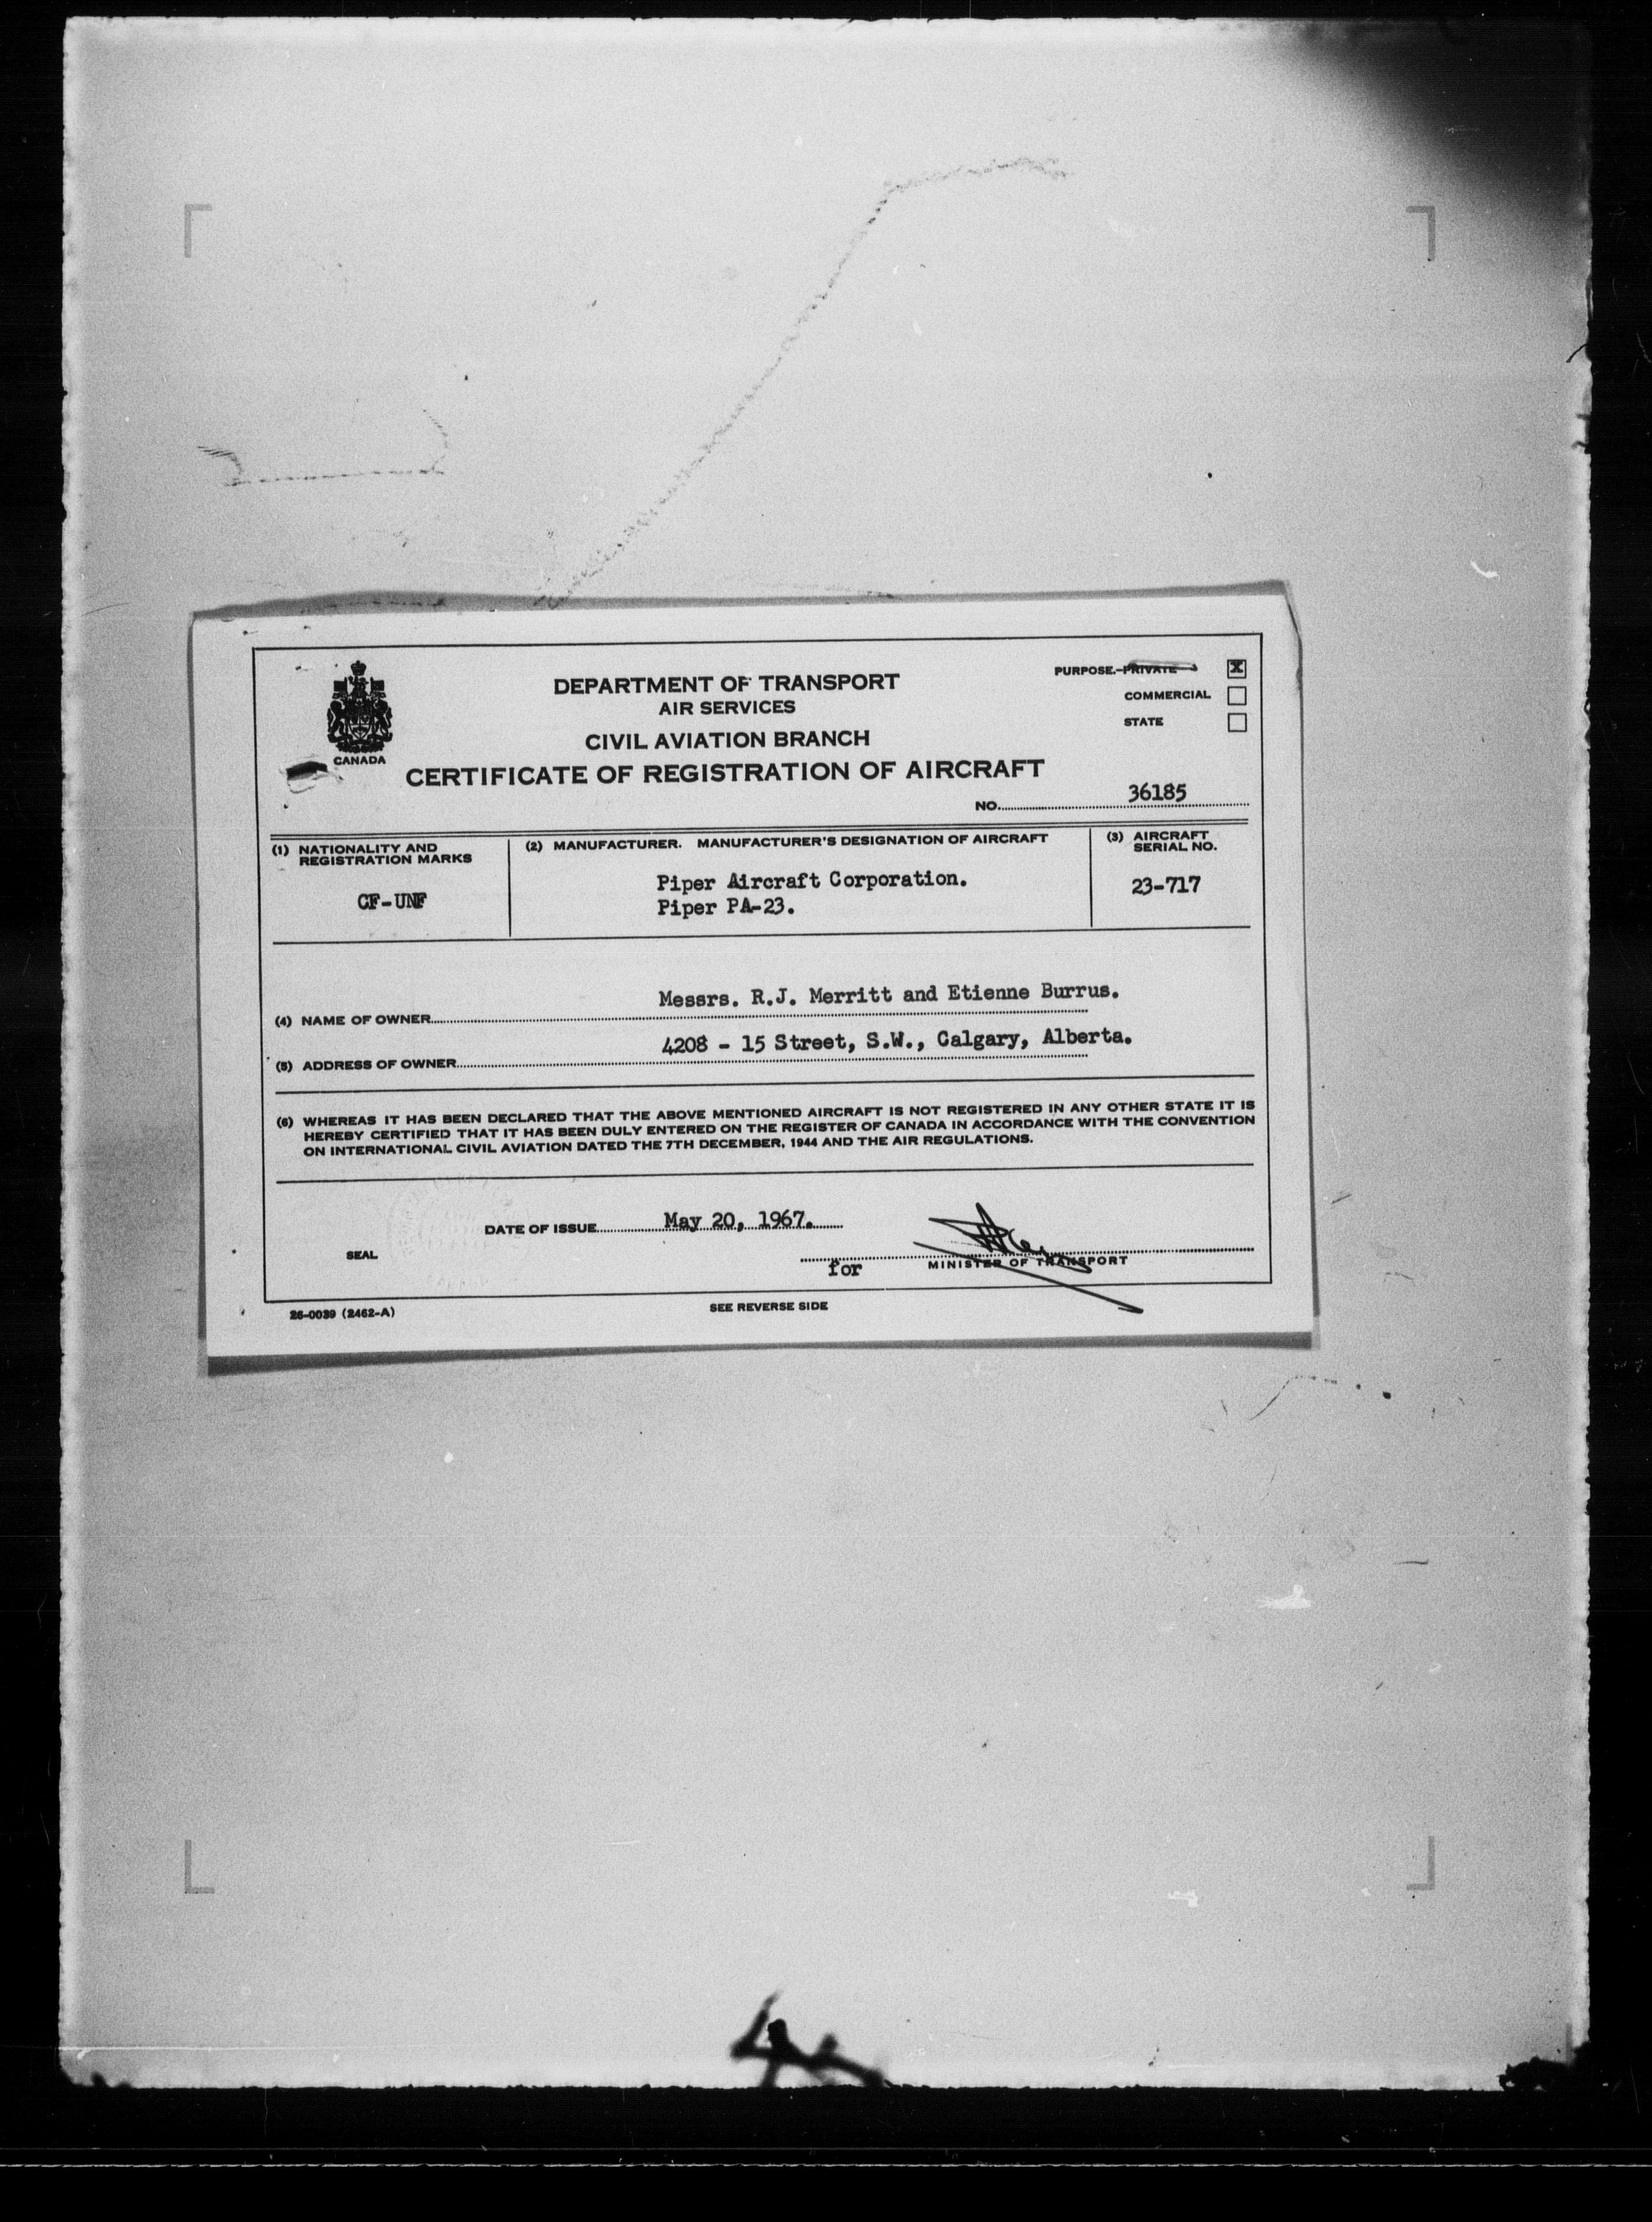 CANADA
DEPARTMENT OF TRANSPORT
AIR SERVICES
CIVIL AVIATION BRANCH
CERTIFICATE OF REGISTRATION OF AIRCRAFT
PURPOSE.—PRIVATE X
COMMERCIAL
STATE
NO. 36185
(1) NATIONALITY AND
REGISTRATION MARKS
CF-UNF
(2) MANUFACTURER. MANUFACTURER'S DESIGNATION OF AIRCRAFT
Piper Aircraft Corporation.
Piper PA-23.
(3) AIRCRAFT
SERIAL NO.
23-717
Messrs. R.J. Merritt and Etienne Burrus.
(4) NAME OF OWNER
4208 - 15 Street, S.W., Calgary, Alberta.
(5) ADDRESS OF OWNER
(6) WHEREAS IT HAS BEEN DECLARED THAT THE ABOVE MENTIONED AIRCRAFT IS NOT REGISTERED IN ANY OTHER STATE IT IS
HEREBY CERTIFIED THAT IT HAS BEEN DULY ENTERED ON THE REGISTER OF CANADA IN ACCORDANCE WITH THE CONVENTION
ON INTERNATIONAL CIVIL AVIATION DATED THE 7TH DECEMBER, 1944 AND THE AIR REGULATIONS.
DATE OF ISSUE May 20, 1967.
SEAL
for MINISTER OF TRANSPORT
26-0039 (2462-A)
SEE REVERSE SIDE